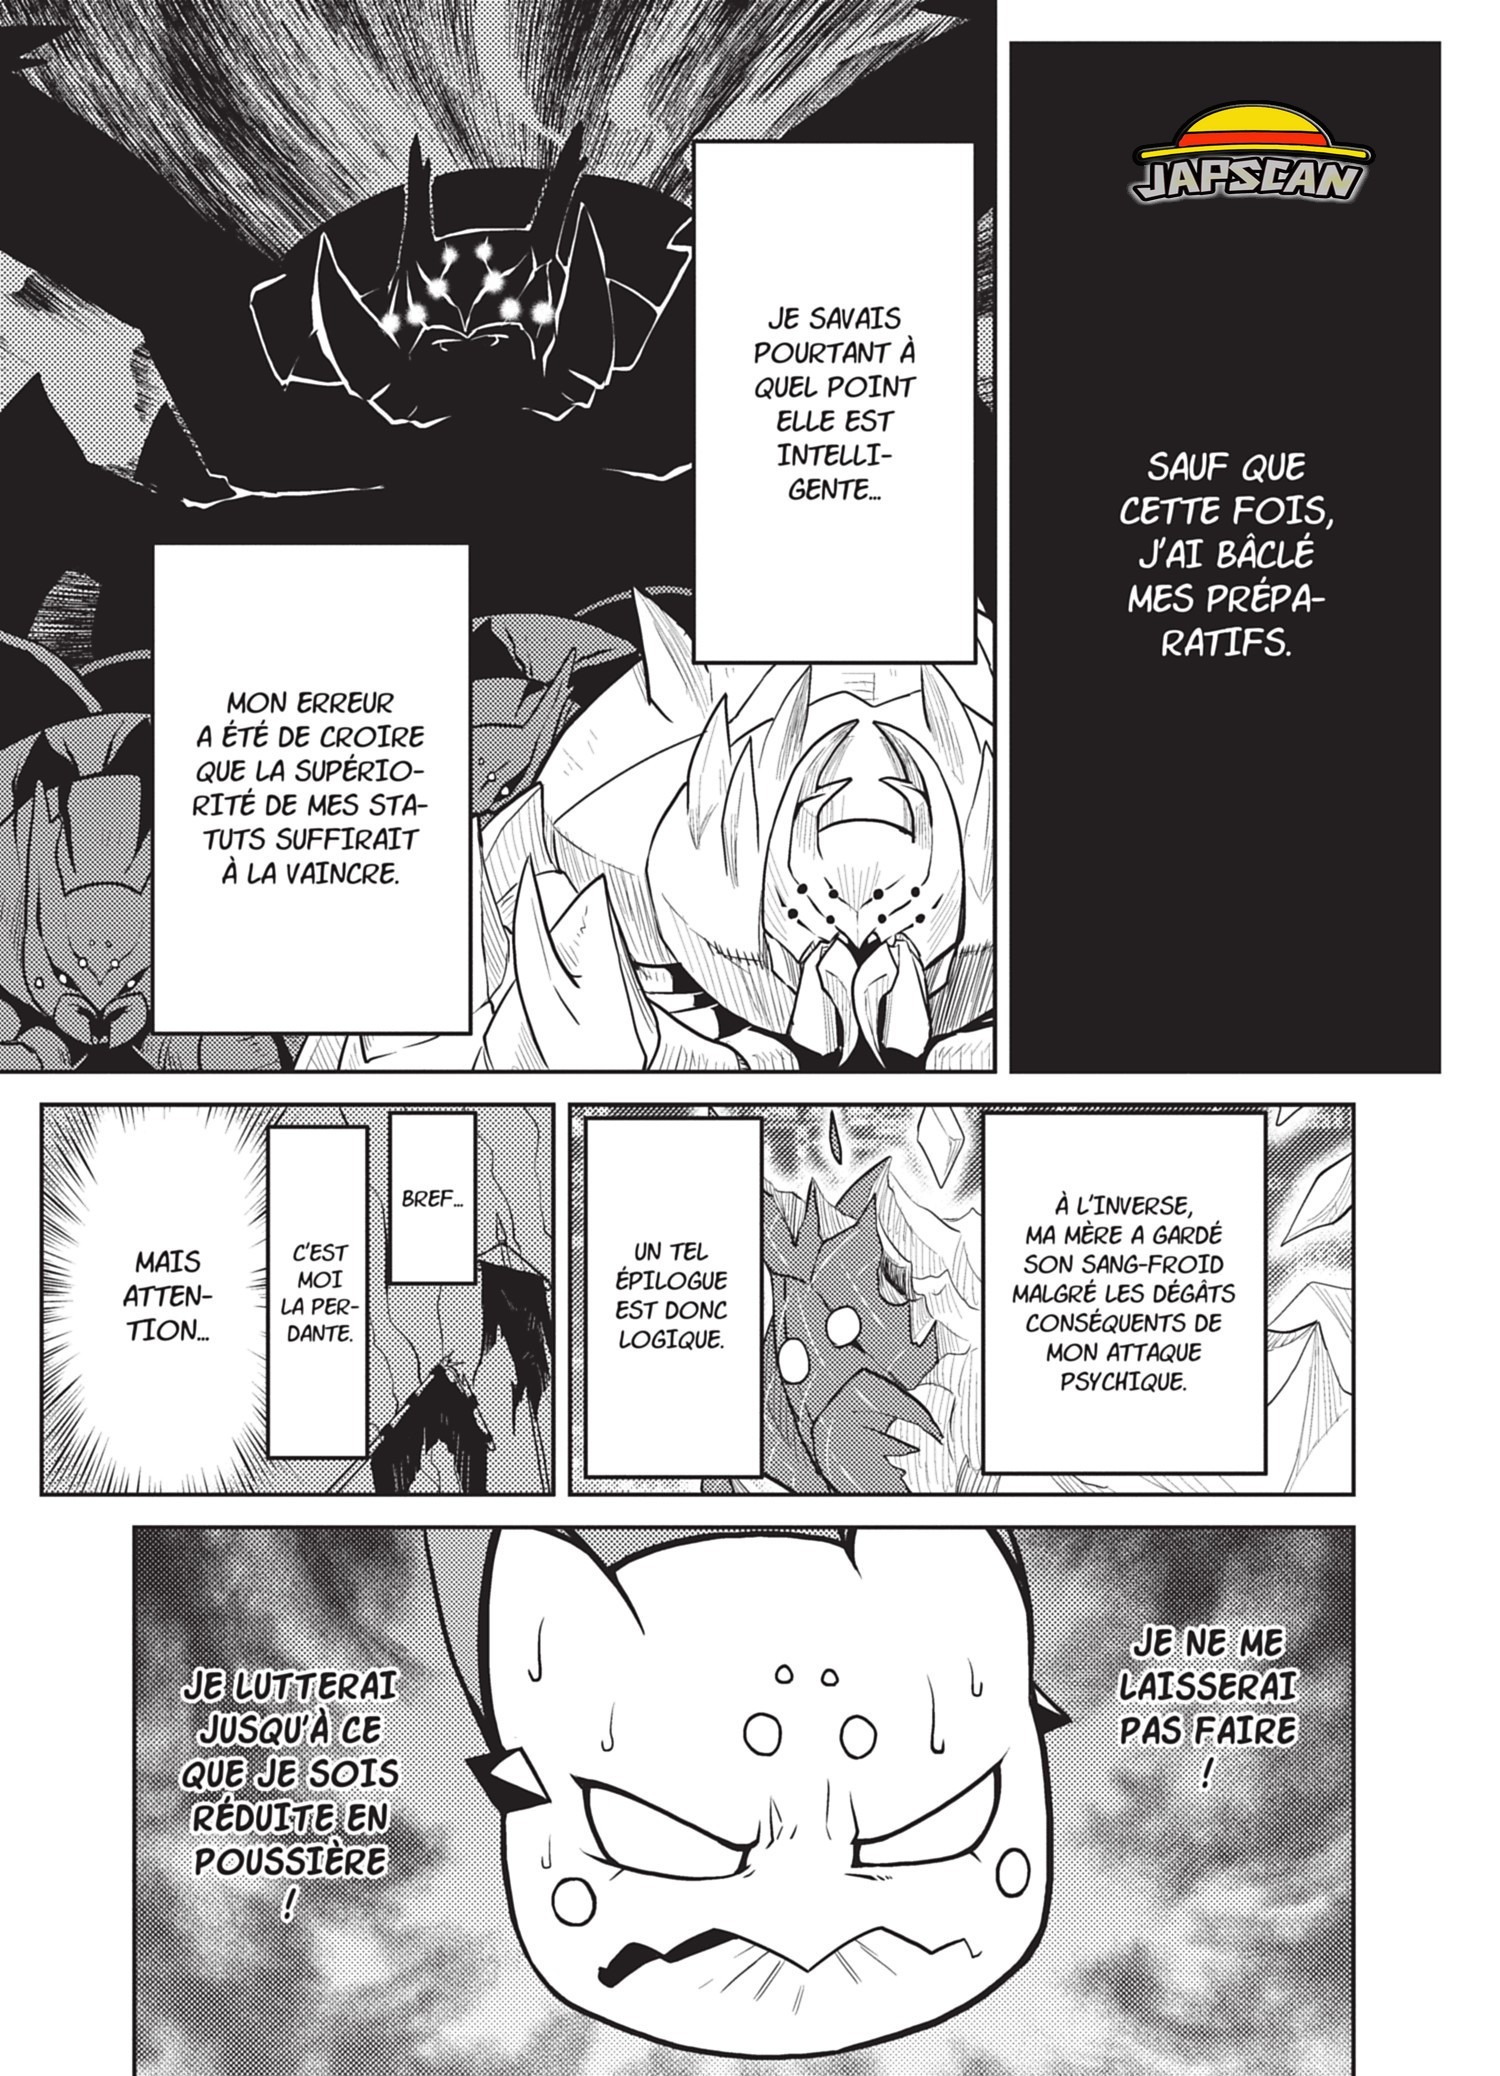 JAPSCAN
SAUF QUE
CETTE FOIS,
J'AI BÂCLÉ
MES PRÉPA-
RATIFS.
JE SAVAIS
POURTANT À
QUEL POINT
ELLE EST
INTELLI-
GENTE...
MON ERREUR
A ÉTÉ DE CROIRE
QUE LA SUPÉRIO-
RITÉ DE MES STA-
TUTS SUFFIRAIT
À LA VAINCRE.
À L'INVERSE,
MA MÈRE A GARDÉ
SON SANG-FROID
MALGRÉ LES DÉGÂTS
CONSÉQUENTS DE
MON ATTAQUE
PSYCHIQUE.
UN TEL
ÉPILOGUE
EST DONC
LOGIQUE.
BREF...
C'EST
MOI
LA PER-
DANTE.
MAIS
ATTEN-
TION...
JE NE ME
LAISSERAI
PAS FAIRE
!
JE LUTTERAI
JUSQU'À CE
QUE JE SOIS
RÉDUITE EN
POUSSIÈRE
!